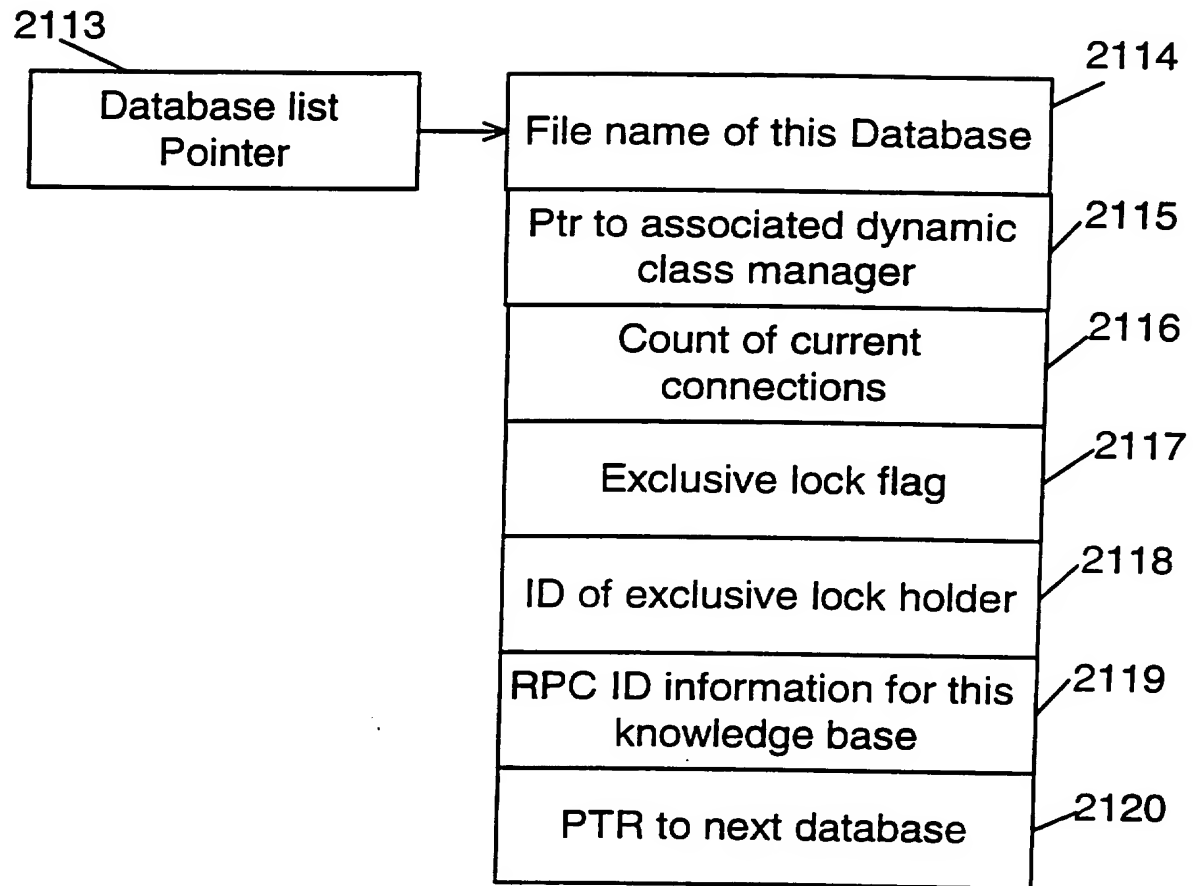 2113
Database list
Pointer
2114
File name of this Database
2115
Ptr to associated dynamic
class manager
2116
Count of current
connections
2117
Exclusive lock flag
2118
ID of exclusive lock holder
2119
RPC ID information for this
knowledge base
2120
PTR to next database